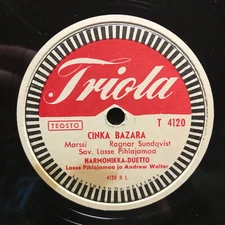 Triola
TEOSTO
T 4120
CINKA BAZARA
Marssi Ragnar Sundqvist
Sov. Lasse Pihlajamaa
HARMONIKKA-DUETTO
Lasse Pihlajamaa ja Andrew Walter